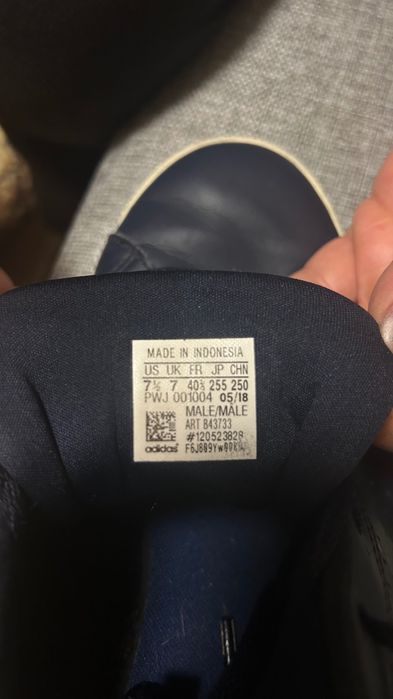 MADE IN INDONESIA
US UK FR JP CHN
7½ 7 40⅔ 255 250
PWJ 001004 05/18
MALE/MALE
ART B43733
adidas